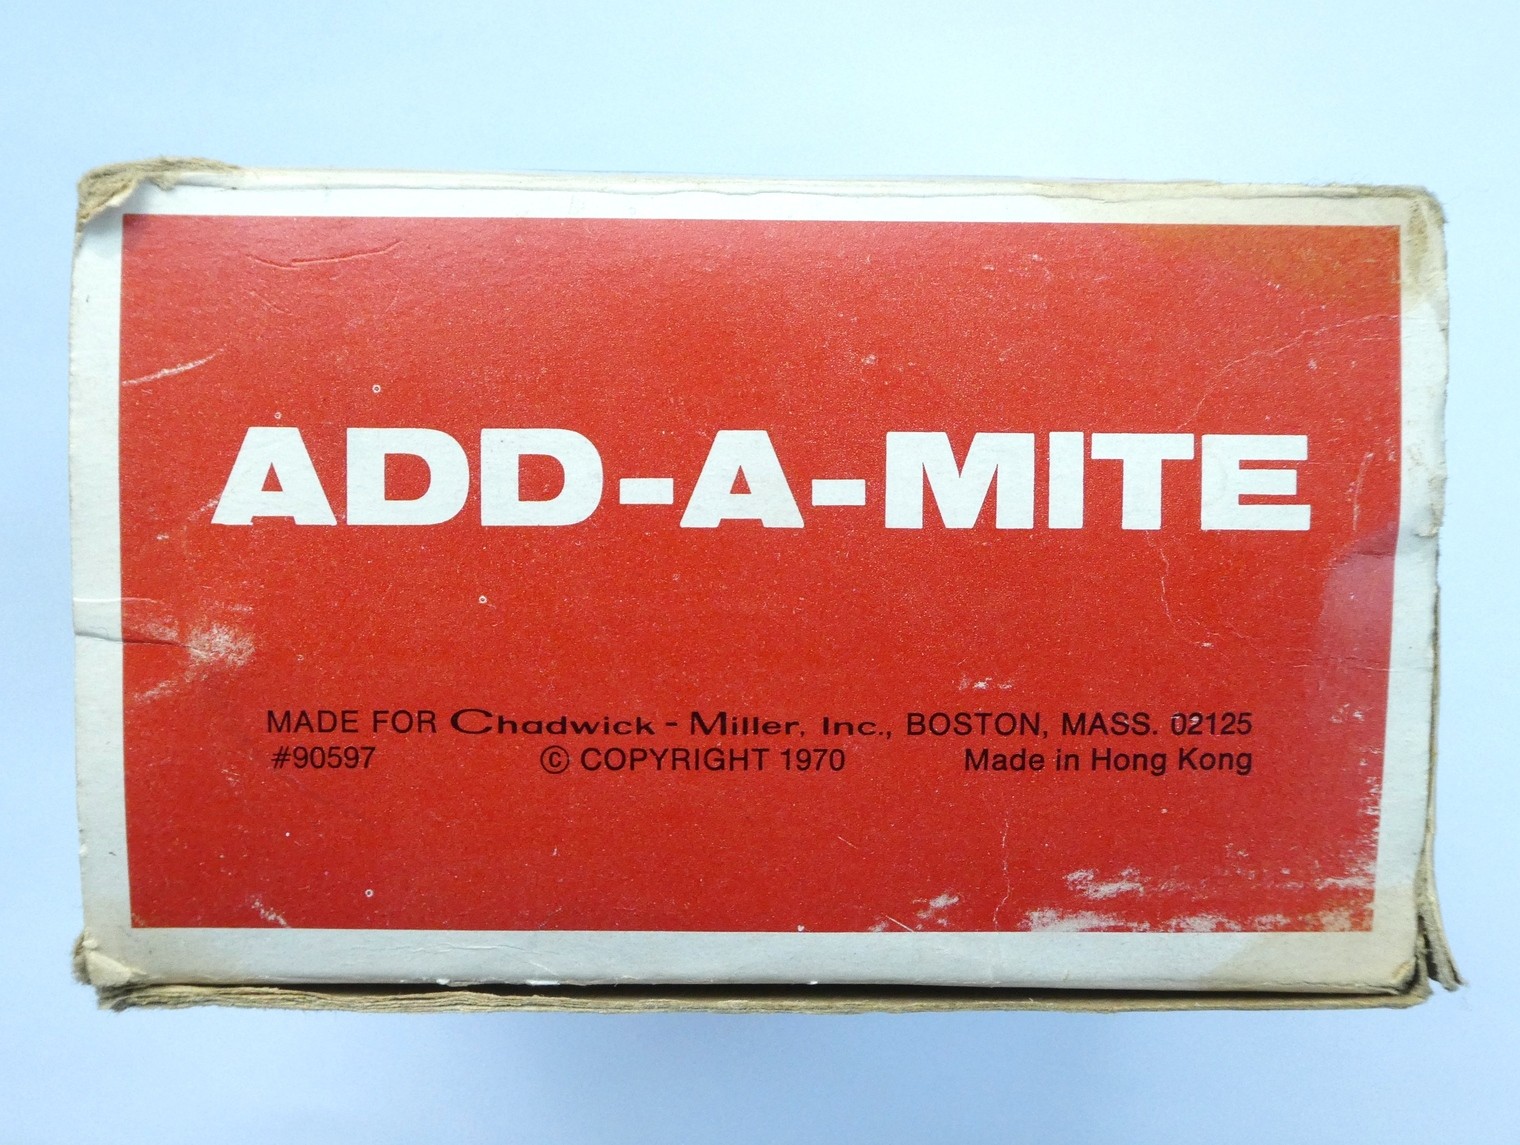 ADD-A-MITE
MADE FOR Chadwick - Miller, Inc., BOSTON, MASS. 02125
#90597 © COPYRIGHT 1970 Made in Hong Kong